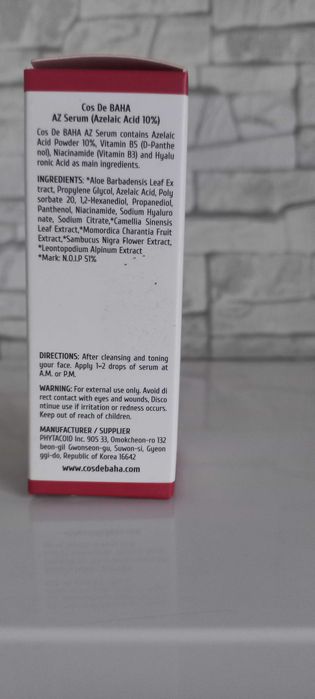 Cos De BAHA
AZ Serum (Azelaic Acid 10%)
Cos De BAHA AZ Serum contains Azelaic
Acid Powder 10%, Vitamin B5 (D-Panthe
nol), Niacinamide (Vitamin B3) and Hyalu
ronic Acid as main ingredients.
INGREDIENTS: *Aloe Barbadensis Leaf Ex
tract, Propylene Glycol, Azelaic Acid, Poly
sorbate 20, 1,2-Hexanediol, Propanediol,
Panthenol, Niacinamide, Sodium Hyaluro
nate, Sodium Citrate,*Camellia Sinensis
Leaf Extract,*Momordica Charantia Fruit
Extract,*Sambucus Nigra Flower Extract,
*Leontopodium Alpinum Extract
*Mark: N.O.I.P 51%
DIRECTIONS: After cleansing and toning
your face. Apply 1~2 drops of serum at
A.M. or P.M.
WARNING: For external use only. Avoid di
rect contact with eyes and wounds, Disco
ntinue use if irritation or redness occurs.
Keep out of reach of children.
MANUFACTURER / SUPPLIER
PHYTACOID Inc. 905 33, Omokcheon-ro 132
beon-gil Gwonseon-gu, Suwon-si, Gyeon
ggi-do, Republic of Korea 16642
www.cosdebaha.com